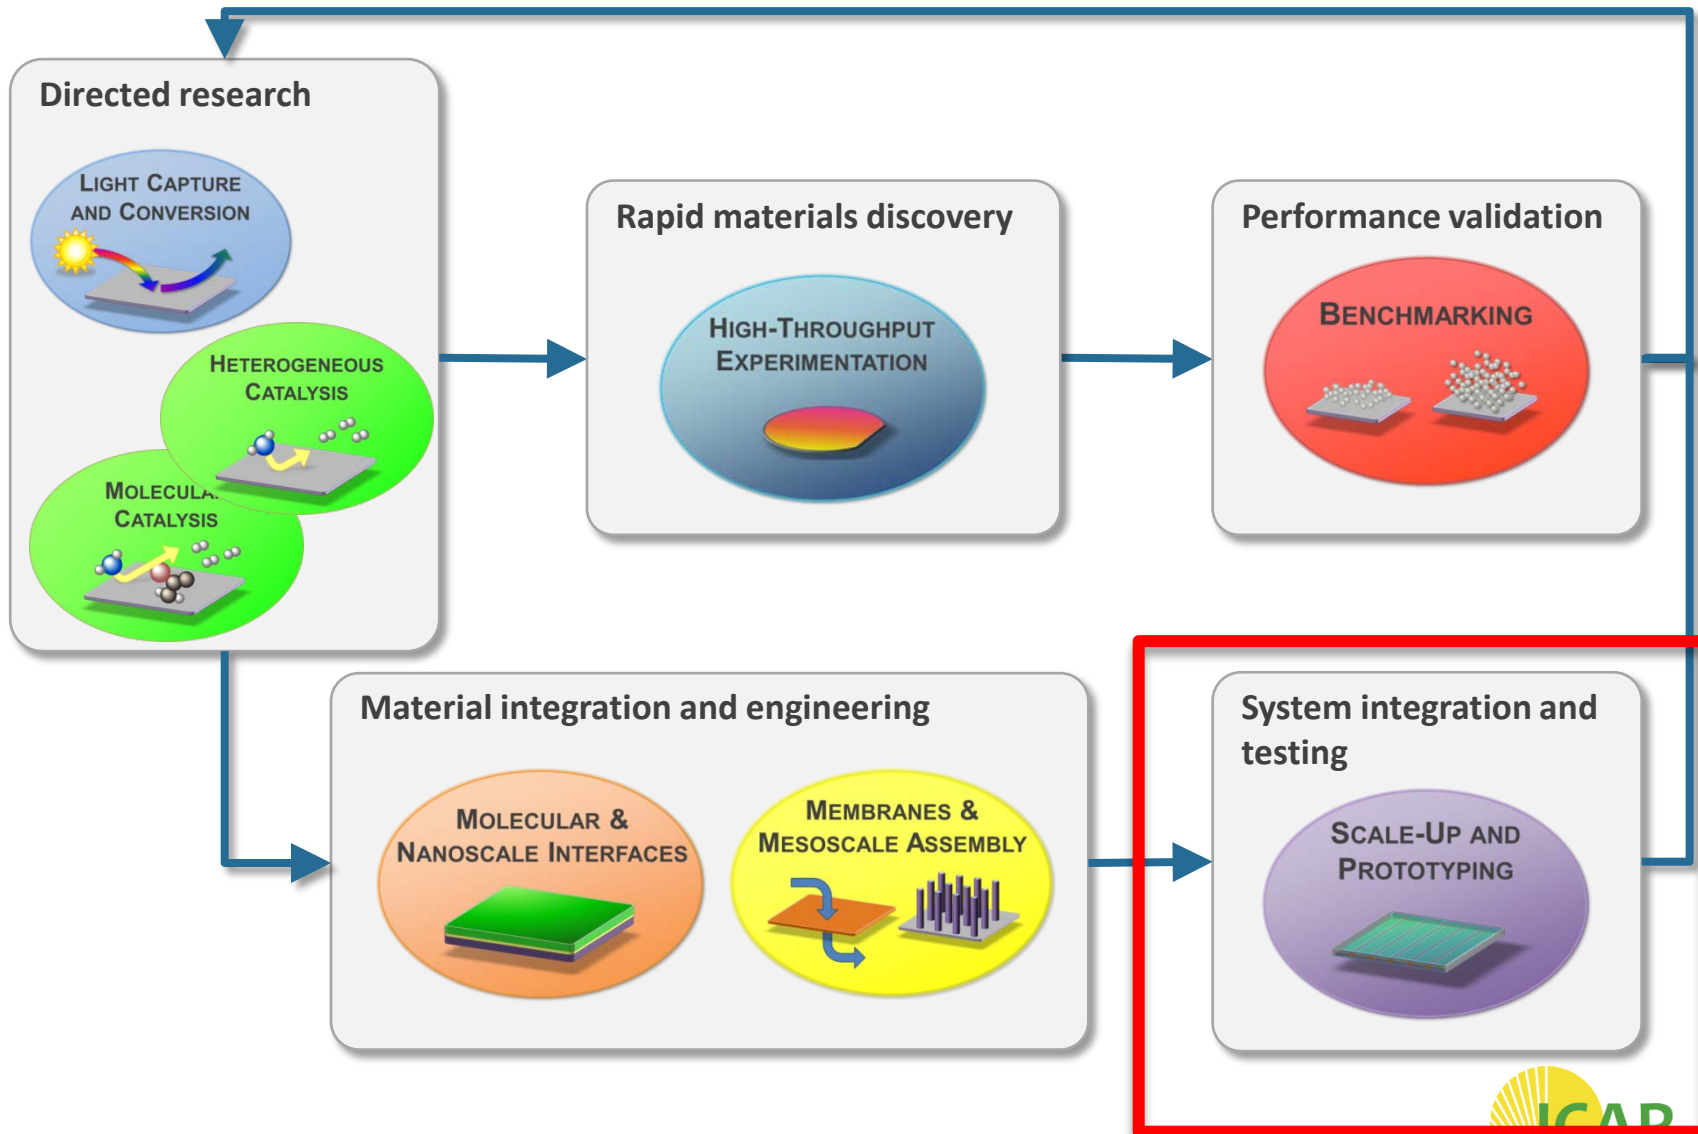 Directed research
LIGHT CAPTURE
AND CONVERSION
HETEROGENEOUS
CATALYSIS
CATALYSIS
Rapid materials discovery
HIGH-THROUGHPUT
EXPERIMENTATION
Performance validation
BENCHMARKING
Material integration and engineering
MOLECULAR &
NANOSCALE INTERFACES
MEMBRANES &
MESOSCALE ASSEMBLY
System integration and
testing
SCALE-UP AND
PROTOTYPING